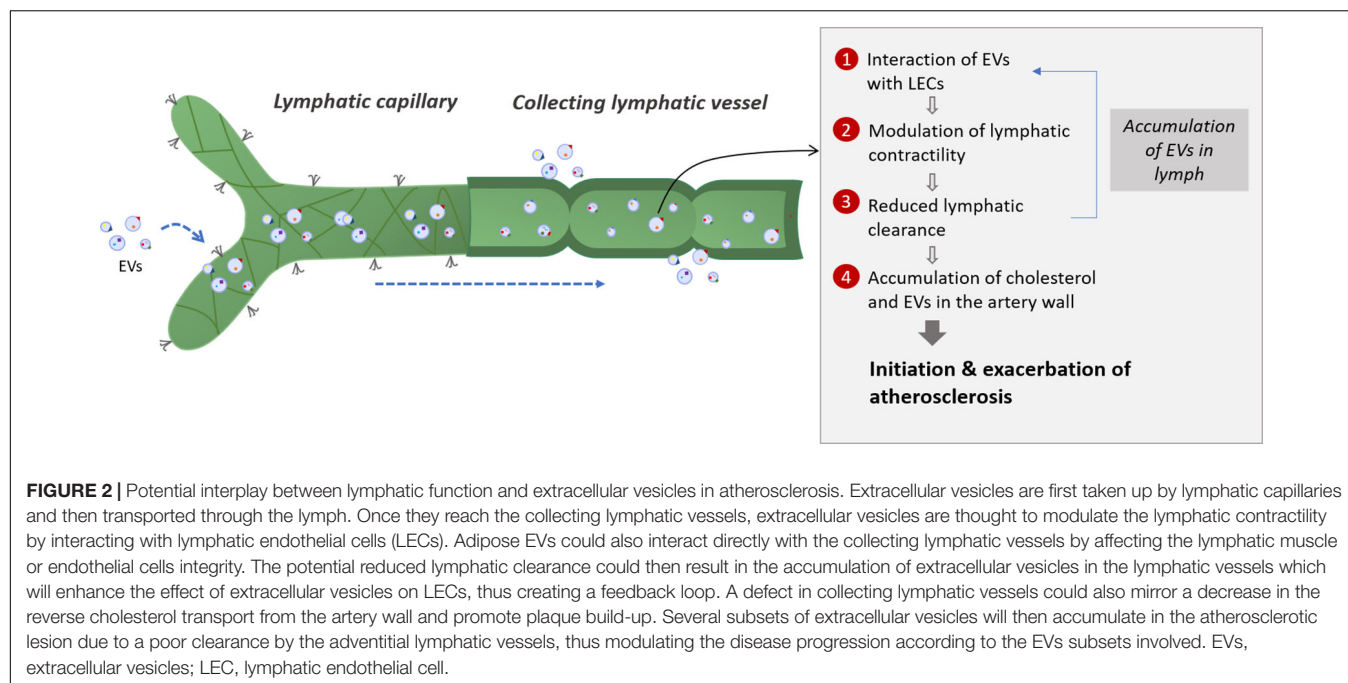 Lymphatic capillary
Collecting lymphatic vessel
EVs
1 Interaction of EVs
with LECs
2 Modulation of lymphatic
contractility
3 Reduced lymphatic
clearance
4 Accumulation of cholesterol
and EVs in the artery wall
Initiation & exacerbation of
atherosclerosis
Accumulation
of EVs in
lymph
FIGURE 2 | Potential interplay between lymphatic function and extracellular vesicles in atherosclerosis. Extracellular vesicles are first taken up by lymphatic capillaries
and then transported through the lymph. Once they reach the collecting lymphatic vessels, extracellular vesicles are thought to modulate the lymphatic contractility
by interacting with lymphatic endothelial cells (LECs). Adipose EVs could also interact directly with the collecting lymphatic vessels by affecting the lymphatic muscle
or endothelial cells integrity. The potential reduced lymphatic clearance could then result in the accumulation of extracellular vesicles in the lymphatic vessels which
will enhance the effect of extracellular vesicles on LECs, thus creating a feedback loop. A defect in collecting lymphatic vessels could also mirror a decrease in the
reverse cholesterol transport from the artery wall and promote plaque build-up. Several subsets of extracellular vesicles will then accumulate in the atherosclerotic
lesion due to a poor clearance by the adventitial lymphatic vessels, thus modulating the disease progression according to the EVs subsets involved. EVs,
extracellular vesicles; LEC, lymphatic endothelial cell.